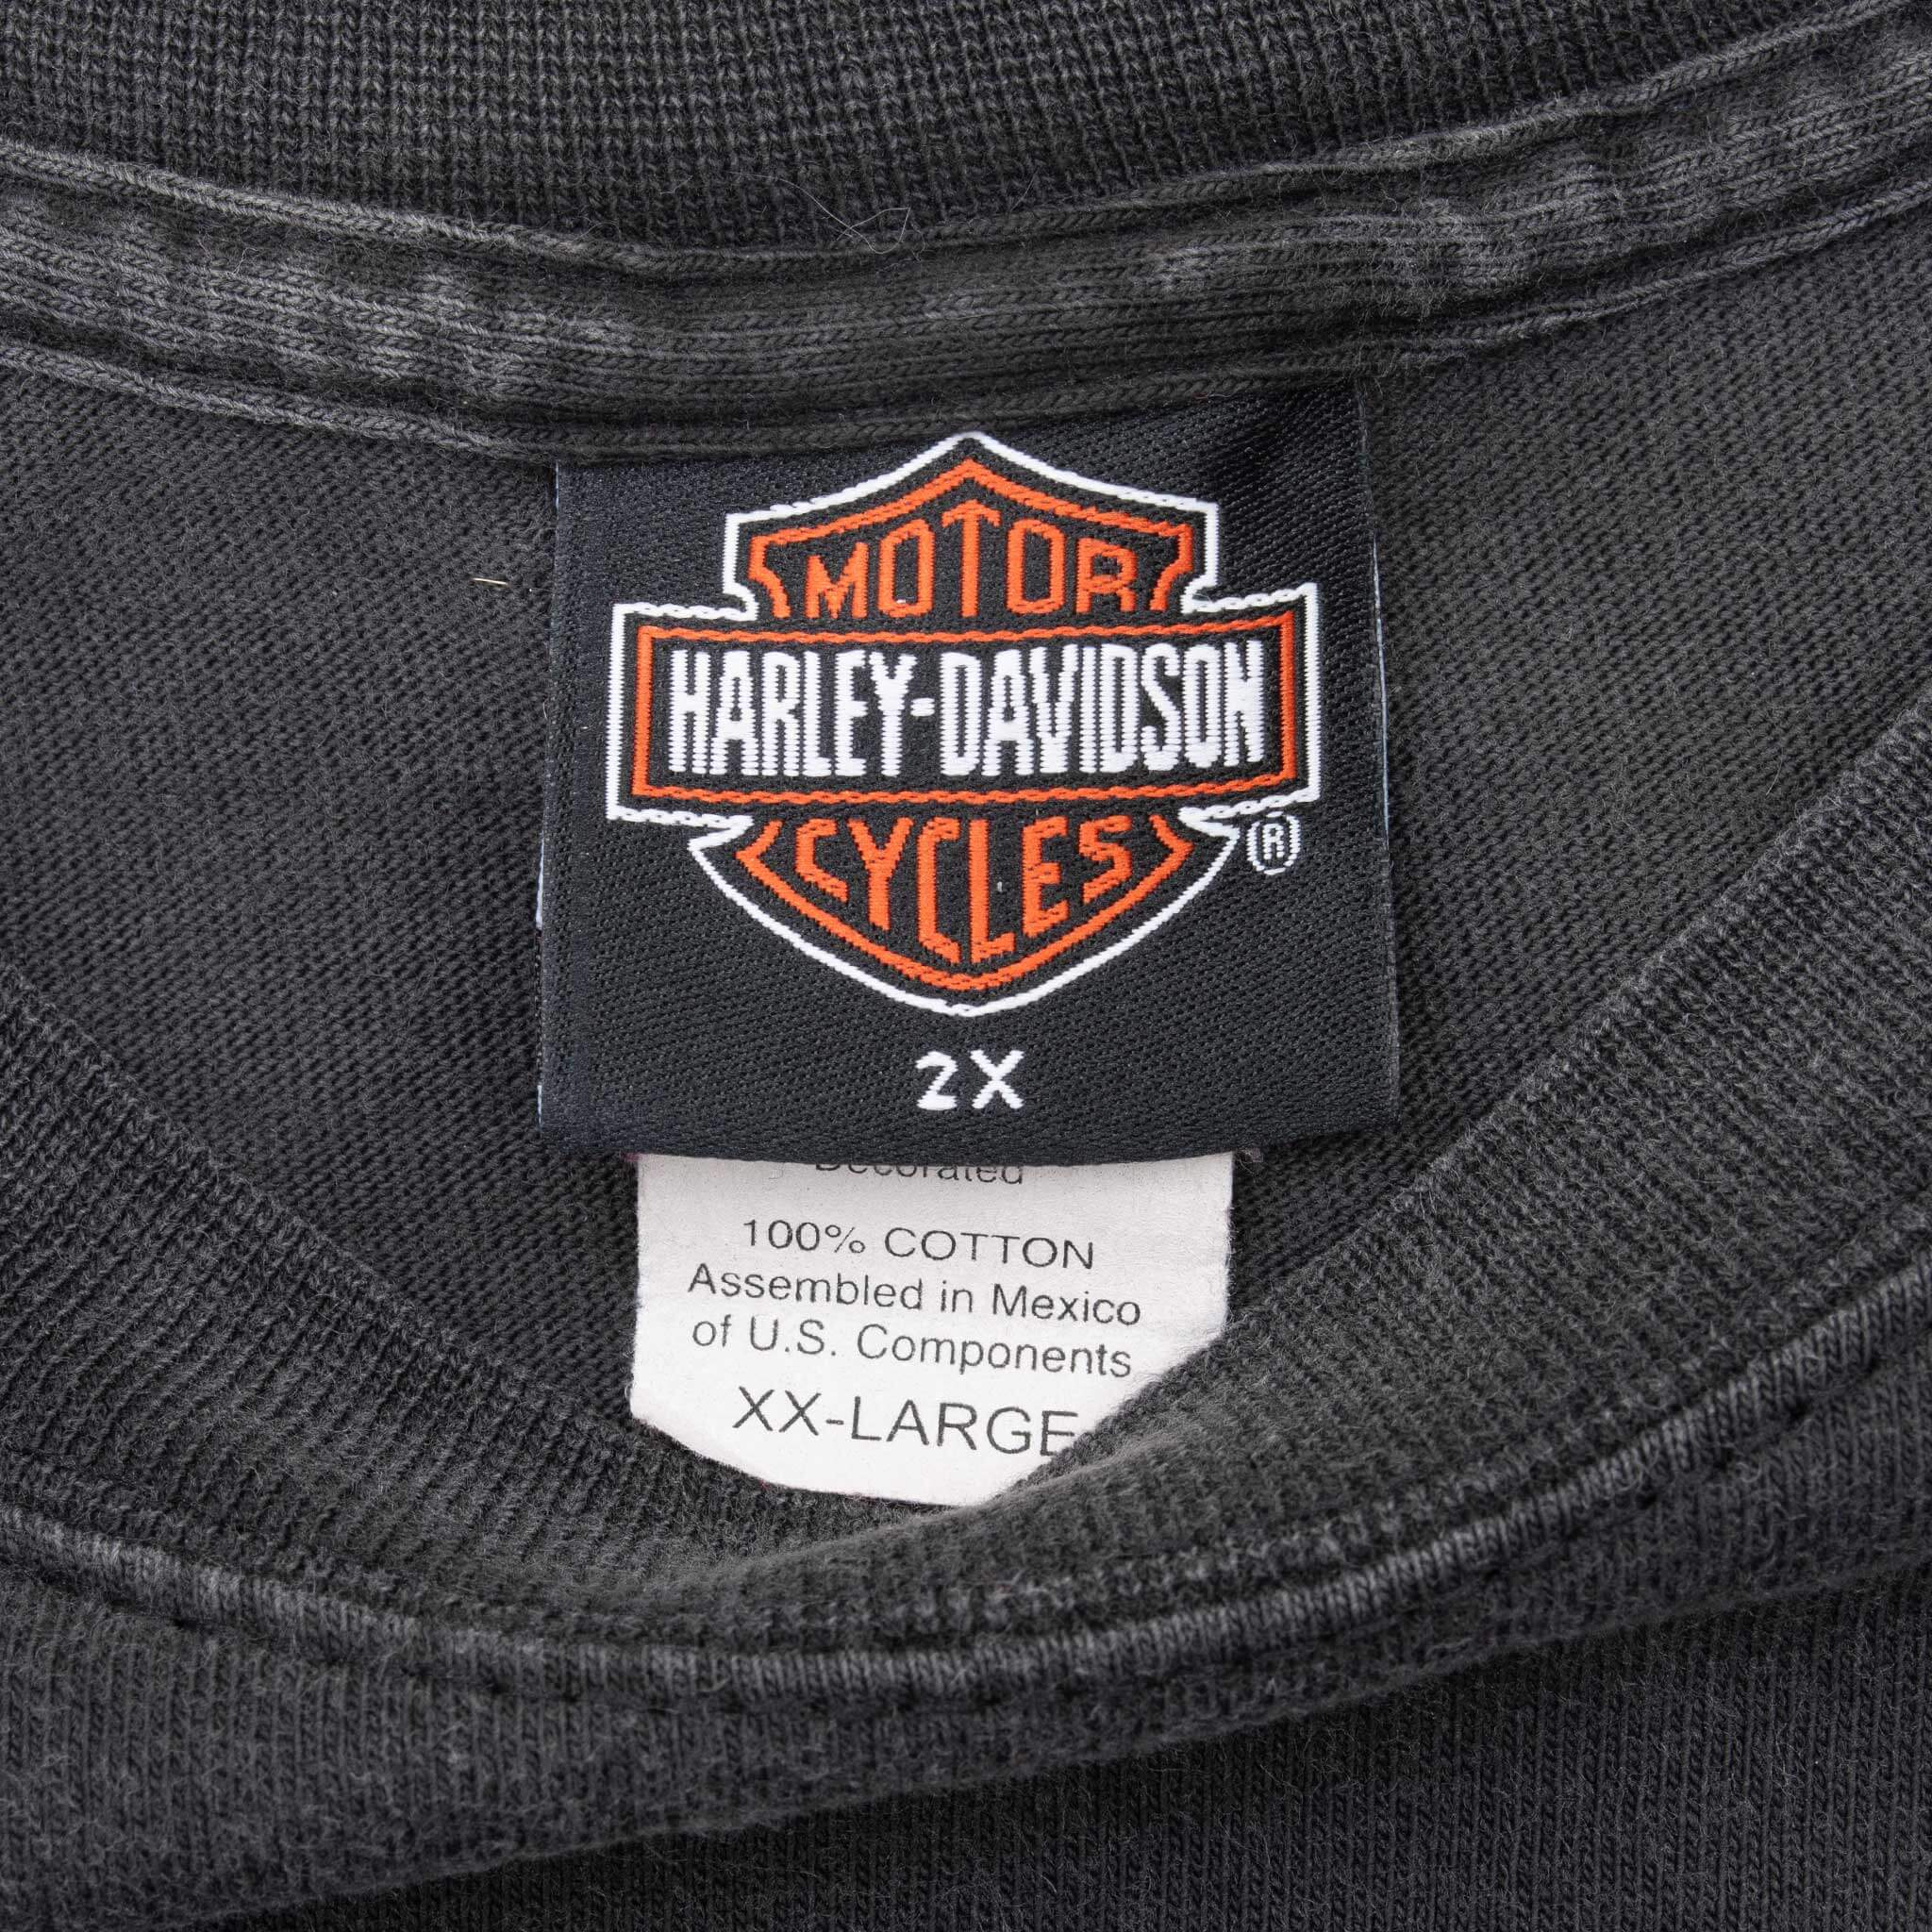 MOTOR
HARLEY-DAVIDSON
CYCLES
®
2X
Decorated
100% COTTON
Assembled in Mexico
of U.S. Components
XX-LARGE